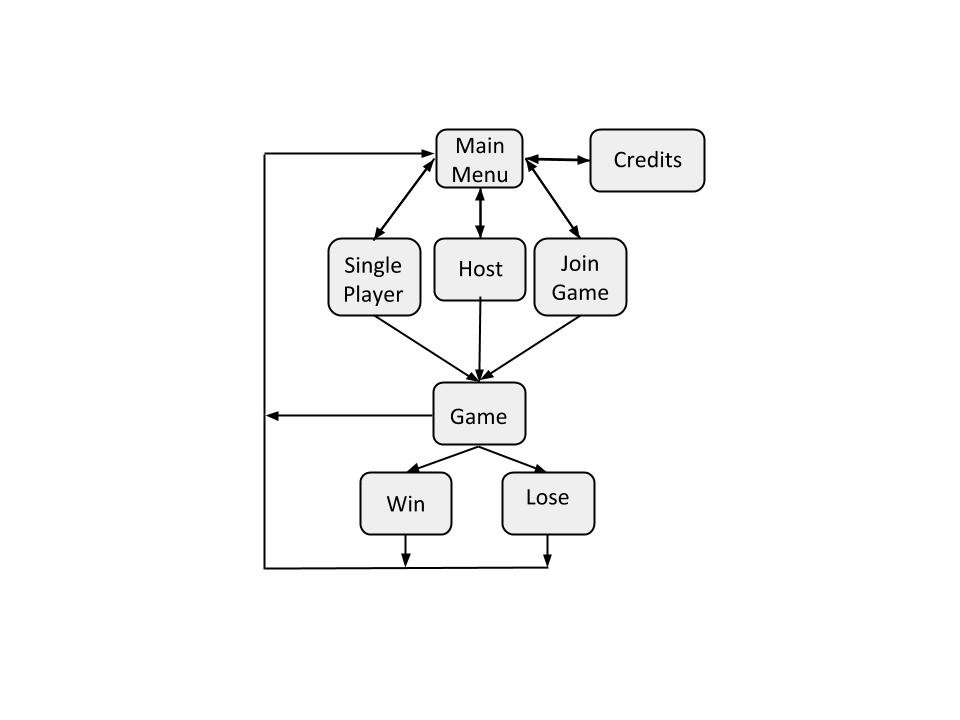 Main
Menu
Credits
Single
Player
Host
Join
Game
Game
Win
Lose